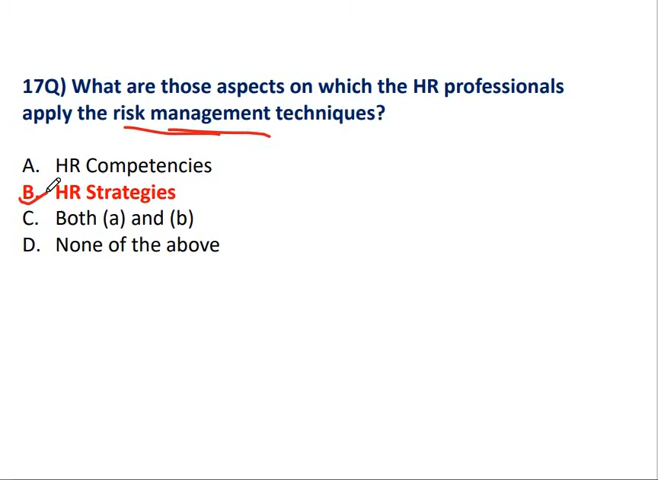 17Q) What are those aspects on which the HR professionals
apply the risk management techniques?
A. HR Competencies
B. HR Strategies
C. Both (a) and (b)
D. None of the above